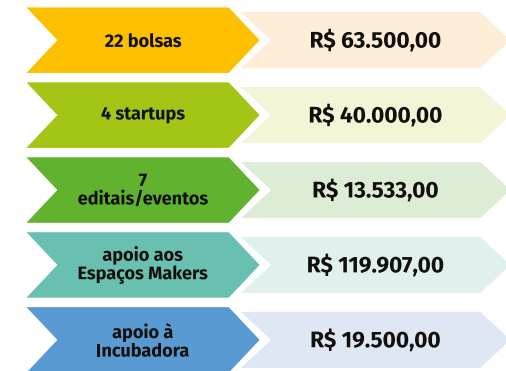 22 bolsas
R$ 63.500,00
4 startups
R$ 40.000,00
7
editais/eventos
R$ 13.533,00
apoio aos
Espaços Makers
R$ 119.907,00
apoio à
Incubadora
R$ 19.500,00